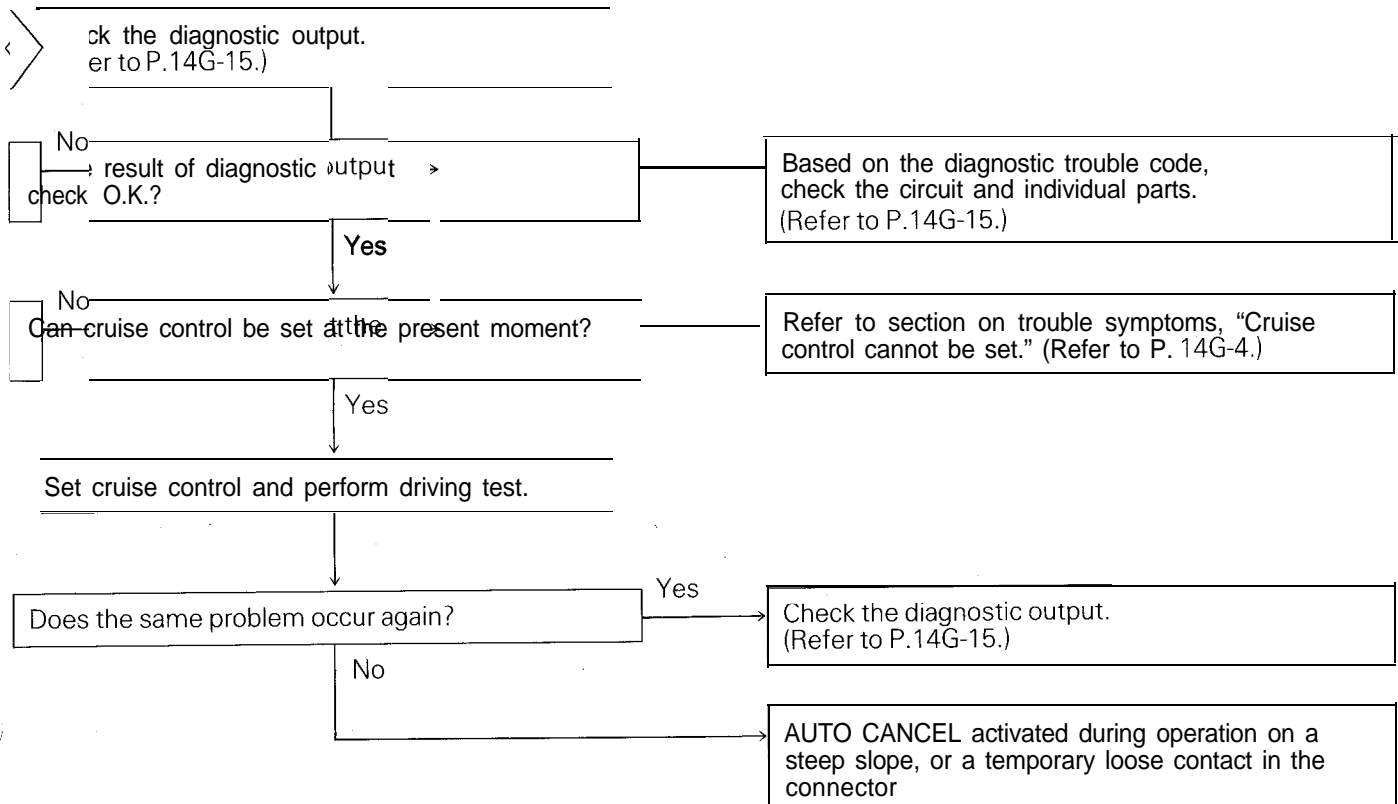 ck the diagnostic output.
er to P.14G-15.)
No
result of diagnostic output
check O.K.?
Based on the diagnostic trouble code,
check the circuit and individual parts.
(Refer to P.14G-15.)
Yes
No
Can cruise control be set at the present moment?
Refer to section on trouble symptoms, “Cruise
control cannot be set.” (Refer to P. 14G-4.)
Yes
Set cruise control and perform driving test.
Does the same problem occur again?
Yes
Check the diagnostic output.
(Refer to P.14G-15.)
No
AUTO CANCEL activated during operation on a
steep slope, or a temporary loose contact in the
connector